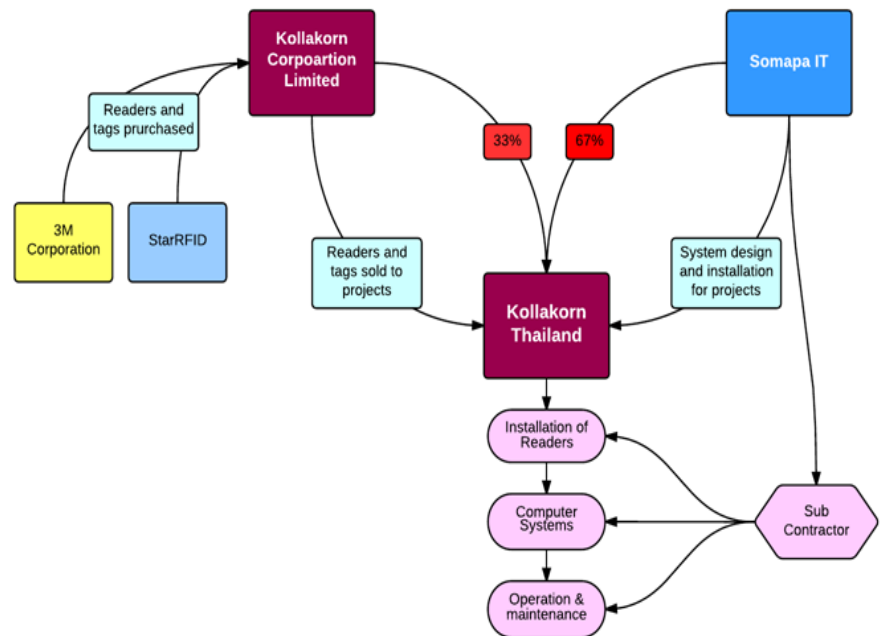 Kollakorn
Corpoartion
Limited
Somapa IT
Readers and
tags prurchased
33%
67%
3M
Corporation
StarRFID
Readers and
tags sold to
projects
System design
and installation
for projects
Kollakorn
Thailand
Installation of
Readers
Computer
Systems
Sub
Contractor
Operation &
maintenance